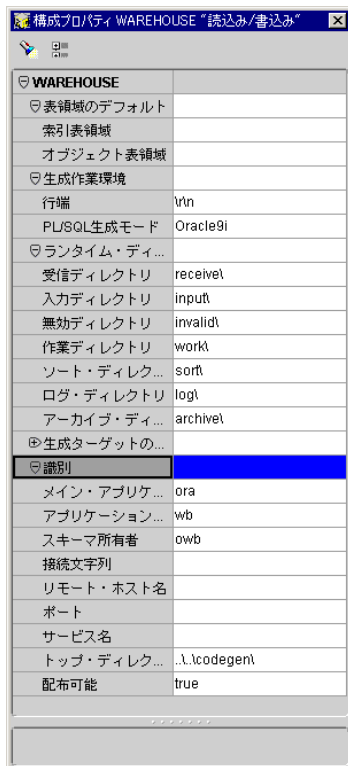 構成プロパティ WAREHOUSE "読込み/書込み"
WAREHOUSE
表領域のデフォルト
索引表領域
オブジェクト表領域
生成作業環境
行端 \r\n
PL/SQL生成モード Oracle9i
ランタイム・ディ...
受信ディレクトリ receive\
入力ディレクトリ input\
無効ディレクトリ invalid\
作業ディレクトリ work\
ソート・ディレク... sort\
ログ・ディレクトリ log\
アーカイブ・ディ... archive\
生成ターゲットの...
識別
メイン・アプリケ... ora
アプリケーション... wb
スキーマ所有者 owb
接続文字列
リモート・ホスト名
ポート
サービス名
トップ・ディレク... ..\..\codegen\
配布可能 true